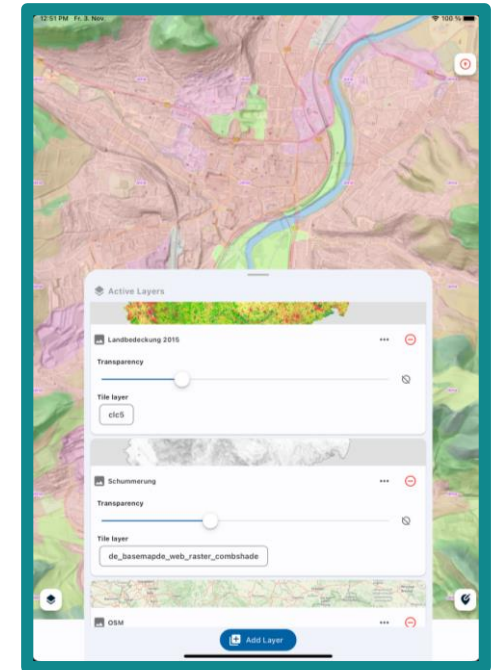 12:51 PM Fr. 3. Nov.
100 %
Active Layers
Landbedeckung 2015
Transparency
Tile layer
clc5
Schummerung
Transparency
Tile layer
de_basemapde_web_raster_combshade
OSM
Add Layer